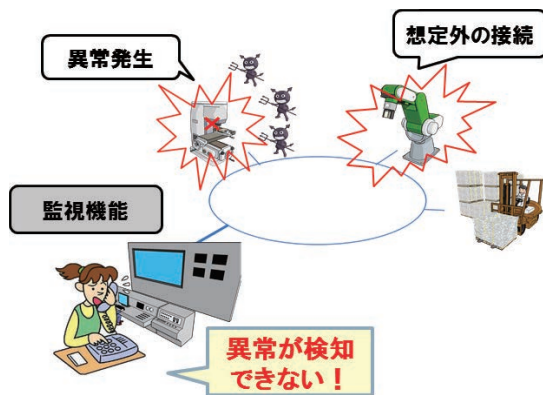 想定外の接続
異常発生
監視機能
異常が検知
できない！